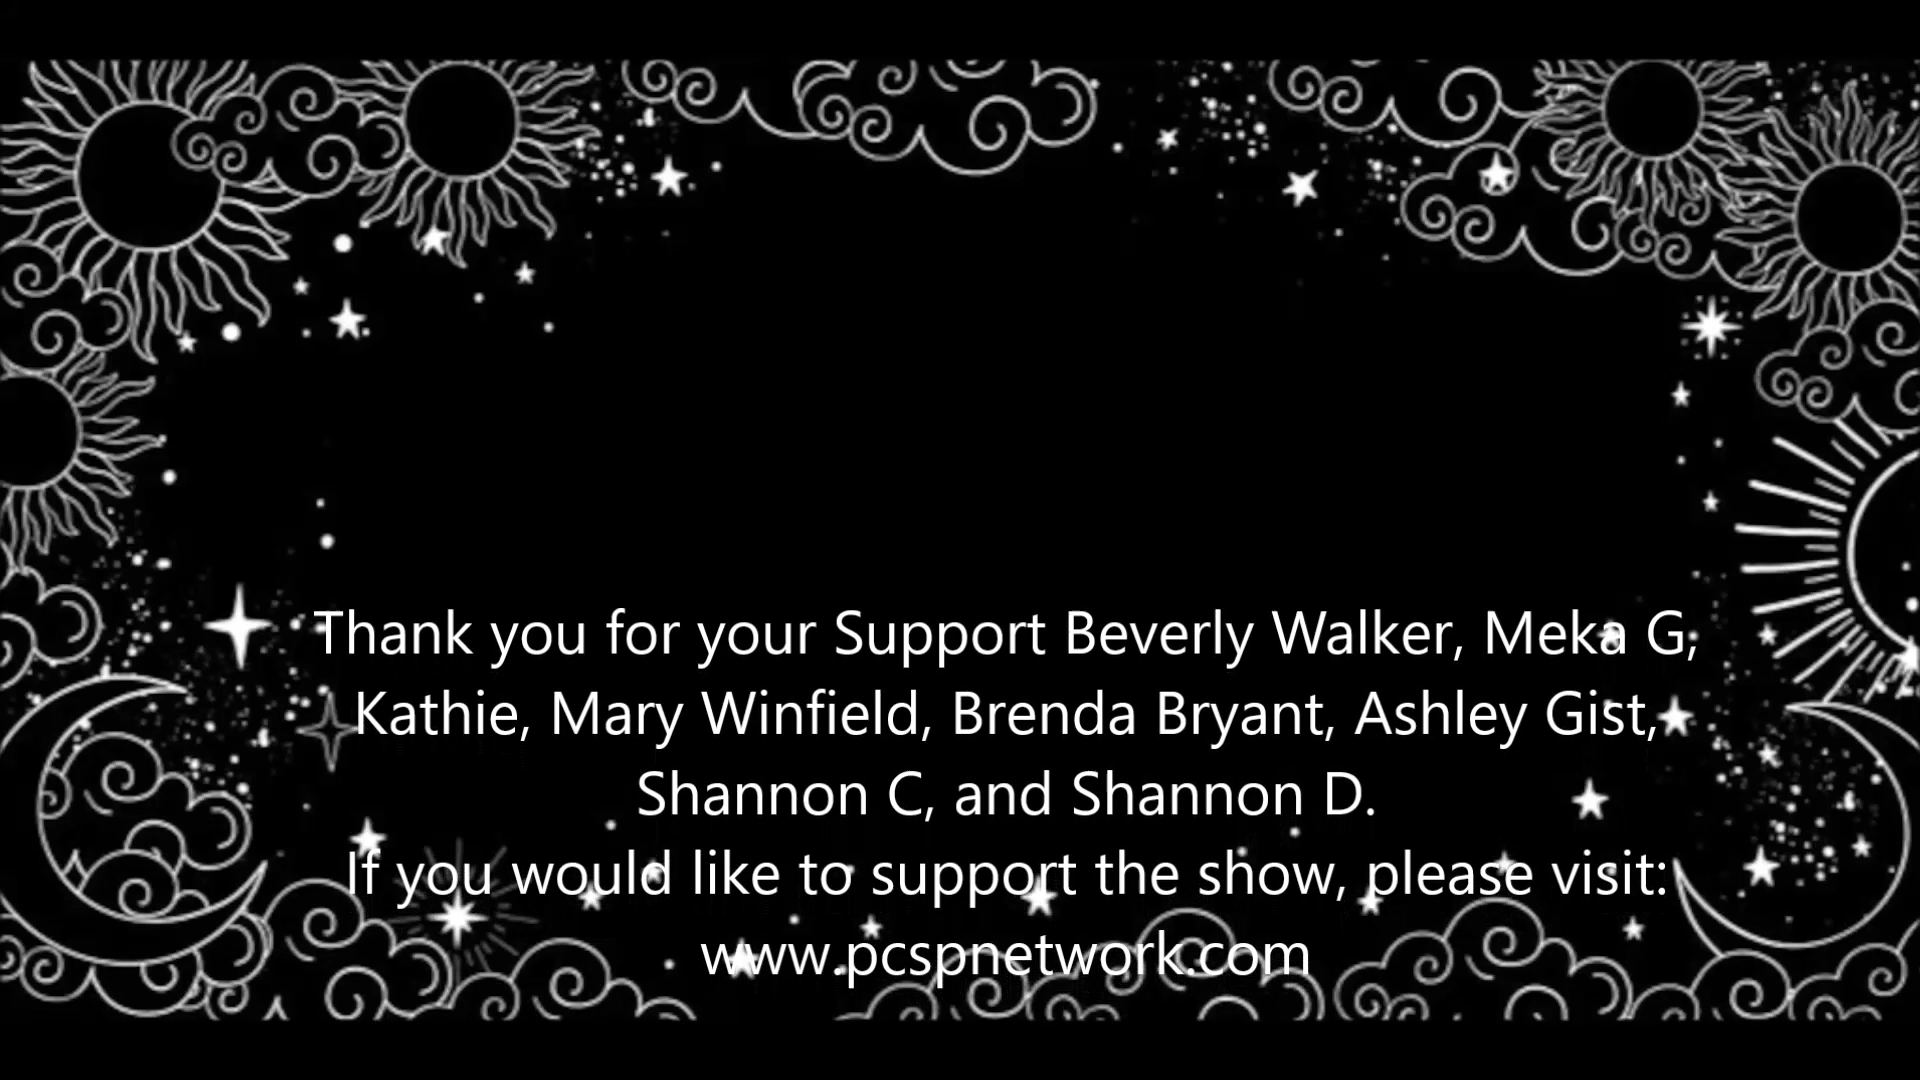 Thank you for your Support Beverly Walker, Meka G,
Kathie, Mary Winfield, Brenda Bryant, Ashley Gist,
Shannon C, and Shannon D.
If you would like to support the show, please visit:
www.pcspnetwork.com